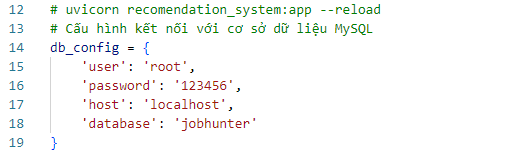 12 # uvicorn recomendation_system:app --reload
13 # Cấu hình kết nối với cơ sở dữ liệu MySQL
14 db_config = {
15     'user': 'root',
16     'password': '123456',
17     'host': 'localhost',
18     'database': 'jobhunter'
19 }